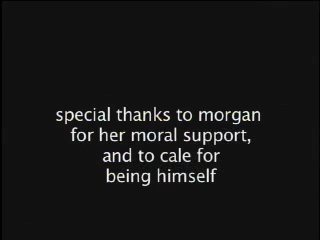 special thanks to morgan
for her moral support,
and to cale for
being himself